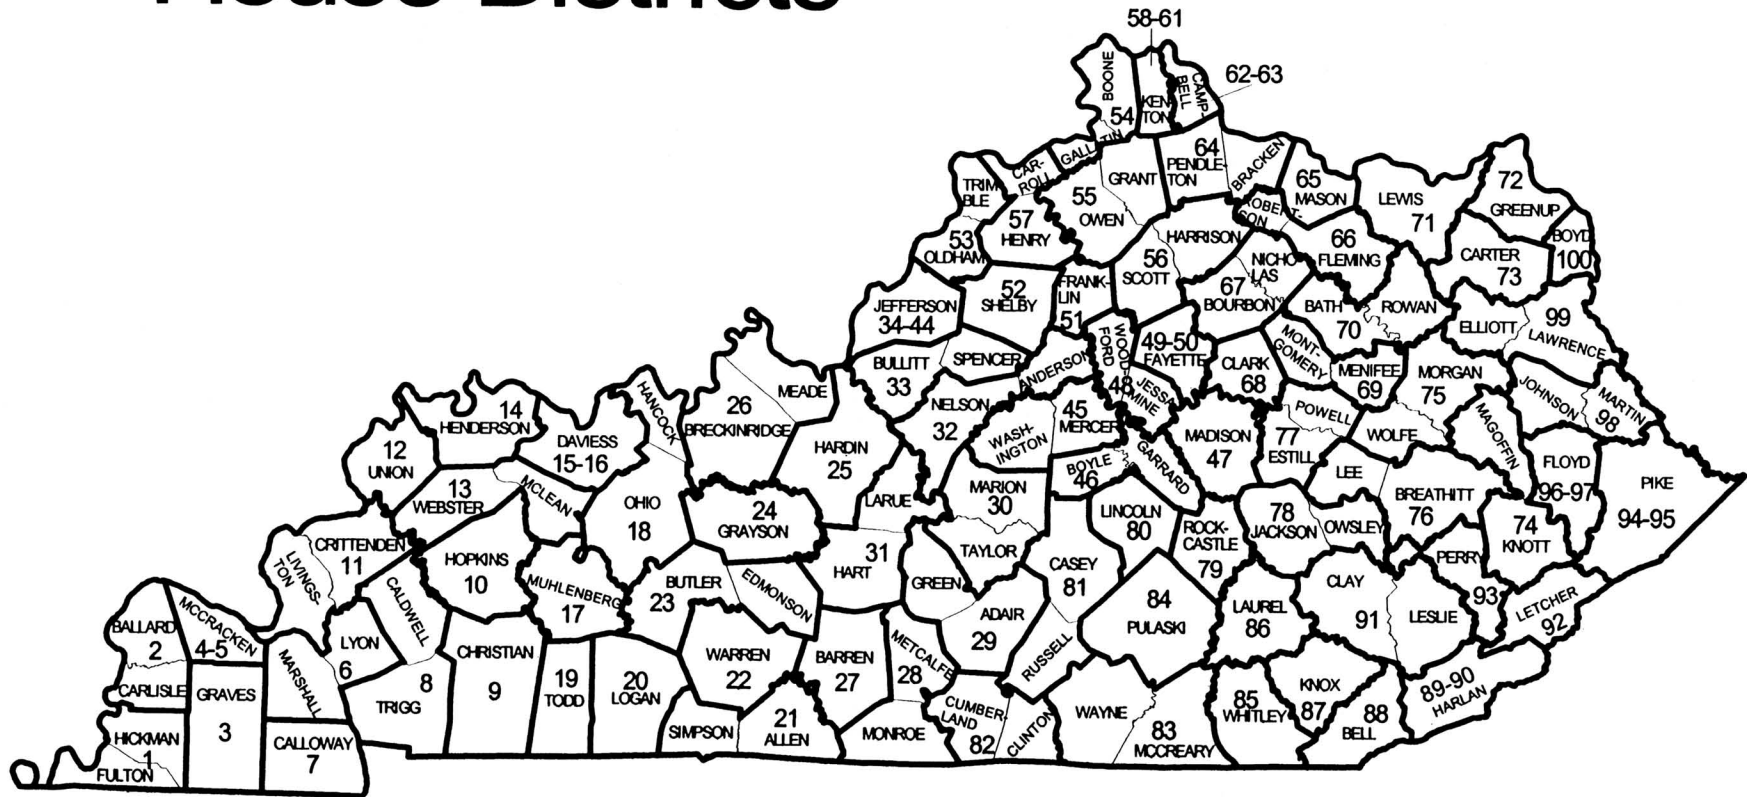 House Districts
58-61
62-63
BOONE
54
KEN-
TON
CAMP-
BELL
GALLATIN
CAR-
ROLL
TRIM
BLE
64
PENDLE-
TON
GRANT
BRACKEN
65
MASON
LEWIS
71
72
GREENUP
55
OWEN
57
HENRY
ROBERT-
SON
HARRISON
66
FLEMING
CARTER
73
BOYD
100
53
OLDHAM
56
SCOTT
NICHO
LAS
67
BOURBON
FRANK-
LIN
51
52
SHELBY
JEFFERSON
34-44
BATH
70
ROWAN
ELLIOTT
99
LAWRENCE
WOOD-
FORD
48
49-50
FAYETTE
CLARK
68
MONT-
GOMERY
MENIFEE
69
MORGAN
75
JOHNSON
MARTIN
98
BULLITT
33
SPENCER
ANDERSON
JESSA-
MINE
MEADE
26
BRECKINRIDGE
HANCOCK
14
HENDERSON
NELSON
32
WASH-
INGTON
45
MERCER
MADISON
47
POWELL
77
ESTILL
WOLFE
MAGOFFIN
12
UNION
DAVIESS
15-16
HARDIN
25
BOYLE
46
GARRARD
LEE
FLOYD
96-97
PIKE
94-95
13
WEBSTER
MCLEAN
OHIO
18
24
GRAYSON
LARUE
MARION
30
LINCOLN
80
ROCK-
CASTLE
79
78
JACKSON
OWSLEY
BREATHITT
76
74
KNOTT
CRITTENDEN
11
LIVINGS-
TON
HOPKINS
10
MUHLENBERG
17
BUTLER
23
EDMONSON
31
HART
TAYLOR
GREEN
CASEY
81
PERRY
93
CALDWELL
BALLARD
2
MCCRACKEN
4-5
LYON
6
ADAIR
29
84
PULASKI
LAUREL
86
CLAY
91
LESLIE
LETCHER
92
CARLISLE
GRAVES
3
MARSHALL
8
TRIGG
CHRISTIAN
9
19
TODD
20
LOGAN
WARREN
22
BARREN
27
METCALFE
28
RUSSELL
KNOX
87
89-90
HARLAN
HICKMAN
1
FULTON
CALLOWAY
7
SIMPSON
21
ALLEN
MONROE
CUMBER-
LAND
82
CLINTON
WAYNE
83
MCCREARY
85
WHITLEY
88
BELL